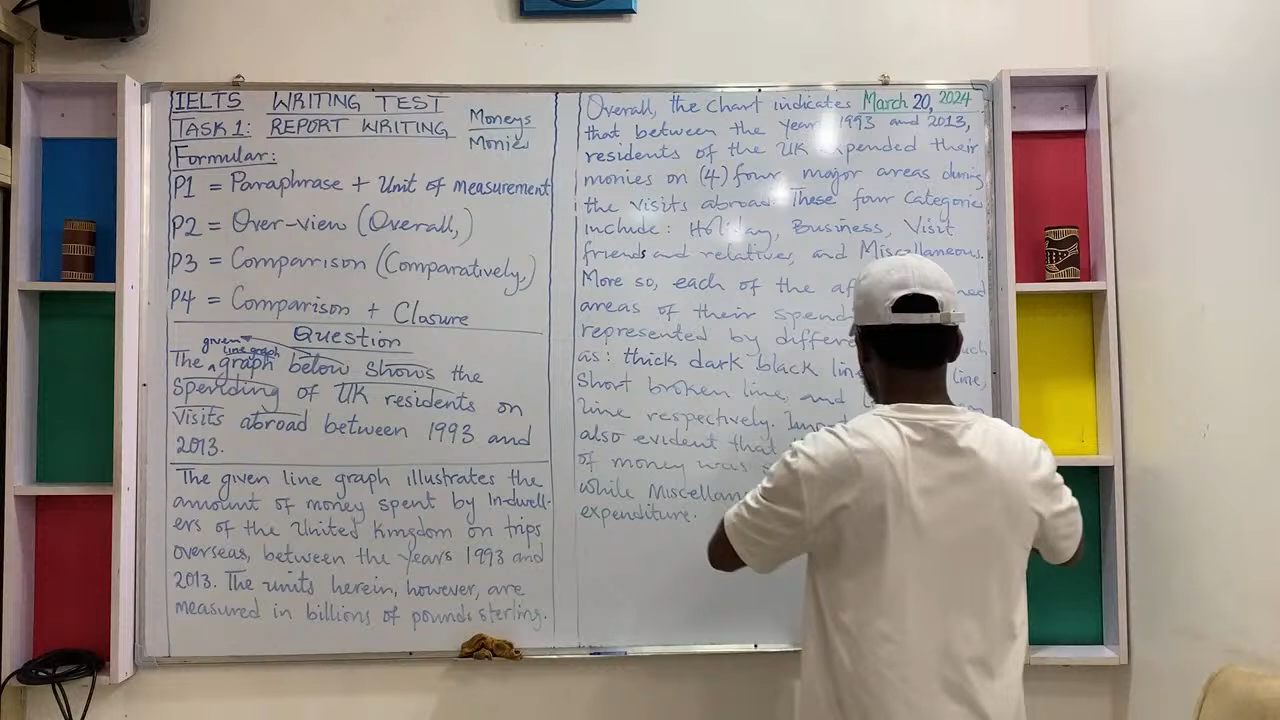 IELTS WRITING TEST
TASK 1: REPORT WRITING
Moneys
Monies
Formular:
P1 = Paraphrase + Unit of measurement
P2 = Over-view (Overall,)
P3 = Comparison (Comparatively,)
P4 = Comparison + Closure
Question
given line graph
The ^ graph below shows the
spending of UK residents on
visits abroad between 1993 and
2013.
The given line graph illustrates the
amount of money spent by In-dwell-
ers of the United Kingdom on trips
overseas, between the years 1993 and
2013. The units herein, however, are
measured in billions of pounds sterling.
March 20, 2024
Overall, the chart indicates
that between the year 1993 and 2013,
residents of the UK expended their
monies on (4) four major areas during
the visits abroad. These four categories
include: Holiday, Business, Visit
friends and relatives, and Miscellaneous.
More so, each of the
areas of their
represented by
as: thick dark black line,
short broken line, and
line respectively.
also evident that
of money was
while
expenditure.